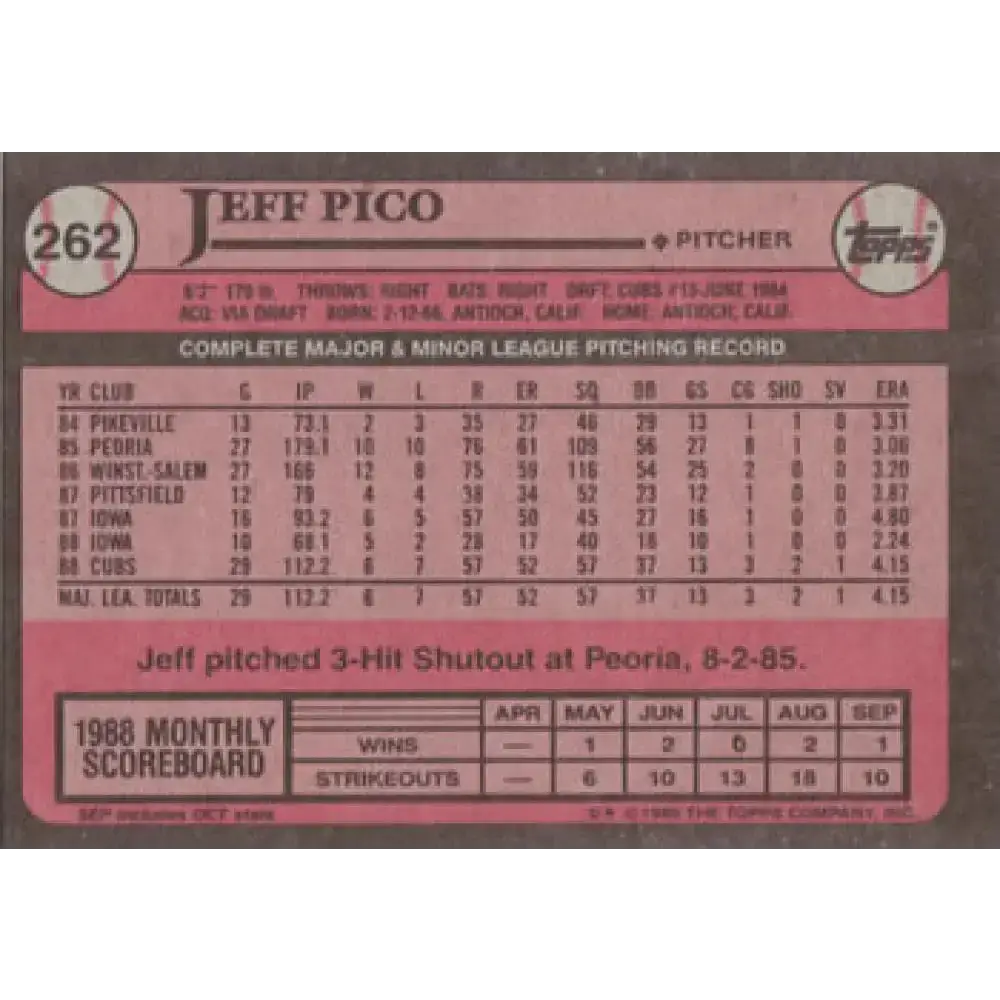 262
JEFF PICO
PITCHER
TOPPS®
6'2" 170 lb. THROWS: RIGHT BATS: RIGHT DRFT: CUBS #13-JUNE, 1984
ACQ: VIA DRAFT BORN: 2-12-66, ANTIOCH, CALIF. HOME: ANTIOCH, CALIF.
COMPLETE MAJOR & MINOR LEAGUE PITCHING RECORD
YR CLUB G IP W L R ER SO BB GS CG SHO SV ERA
84 PIKEVILLE 13 73.1 2 3 35 27 46 29 13 1 1 0 3.31
85 PEORIA 27 179.1 10 10 76 61 109 56 27 8 1 0 3.06
86 WINST.-SALEM 27 166 12 8 75 59 116 54 25 2 0 0 3.20
87 PITTSFIELD 12 79 4 4 38 34 52 23 12 1 0 0 3.87
87 IOWA 16 93.2 6 5 57 50 45 27 16 1 0 0 4.80
88 IOWA 10 68.1 5 2 28 17 40 18 10 1 0 0 2.24
88 CUBS 29 112.2 6 7 57 52 57 37 13 3 2 1 4.15
MAJ. LEA. TOTALS 29 112.2 6 7 57 52 57 37 13 3 2 1 4.15
Jeff pitched 3-Hit Shutout at Peoria, 8-2-85.
1988 MONTHLY
SCOREBOARD
APR MAY JUN JUL AUG SEP
WINS — 1 2 0 2 1
STRIKEOUTS — 6 10 13 18 10
SEP includes OCT stats
© 1989 THE TOPPS COMPANY, INC.